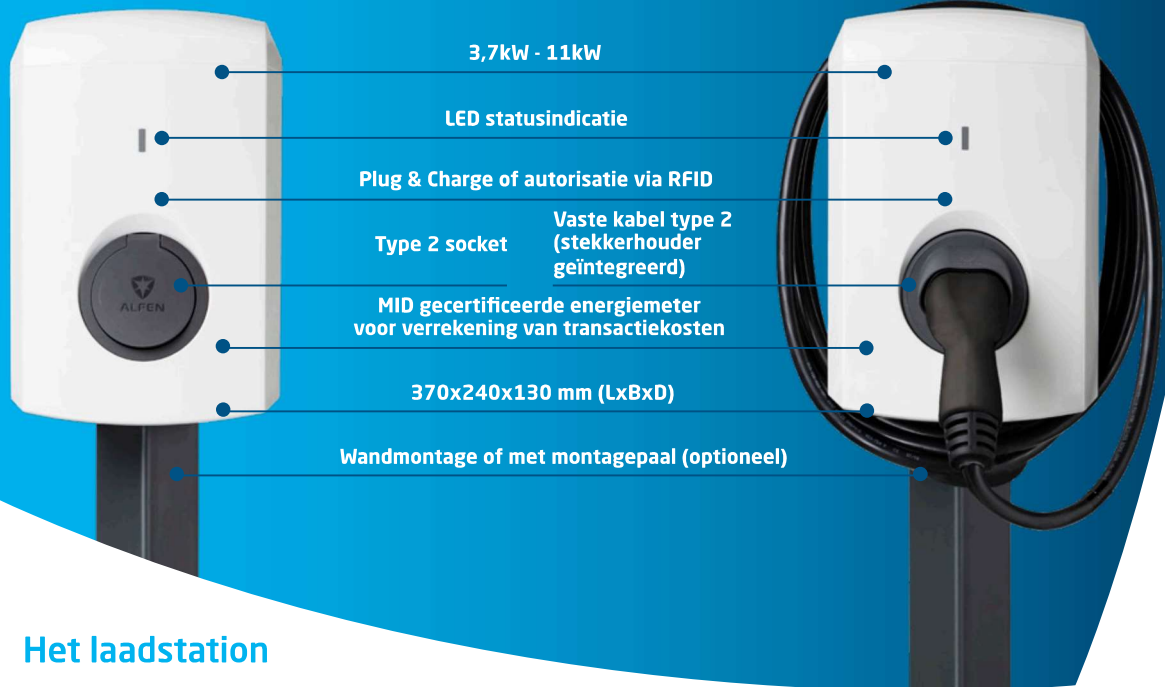 3,7kW - 11kW
LED statusindicatie
Plug & Charge of autorisatie via RFID
Type 2 socket
Vaste kabel type 2
(stekkerhouder
geïntegreerd)
ALFEN
MID gecertificeerde energiemeter
voor verrekening van transactiekosten
370x240x130 mm (LxBxD)
Wandmontage of met montagepaal (optioneel)
Het laadstation